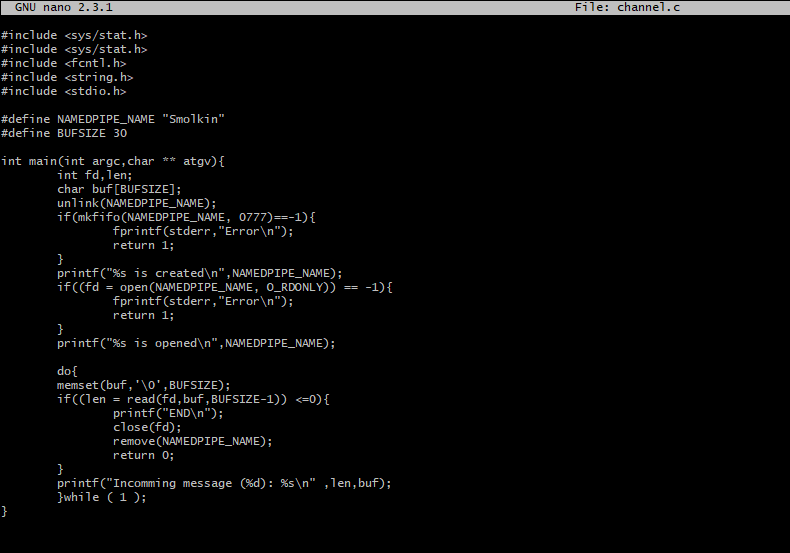 GNU nano 2.3.1 File: channel.c
#include <sys/stat.h>
#include <sys/stat.h>
#include <fcntl.h>
#include <string.h>
#include <stdio.h>
#define NAMEDPIPE_NAME "Smolkin"
#define BUFSIZE 30
int main(int argc,char ** atgv){
int fd,len;
char buf[BUFSIZE];
unlink(NAMEDPIPE_NAME);
if(mkfifo(NAMEDPIPE_NAME, 0777)==-1){
fprintf(stderr,"Error\n");
return 1;
}
printf("%s is created\n",NAMEDPIPE_NAME);
if((fd = open(NAMEDPIPE_NAME, O_RDONLY)) == -1){
fprintf(stderr,"Error\n");
return 1;
}
printf("%s is opened\n",NAMEDPIPE_NAME);
do{
memset(buf,'\0',BUFSIZE);
if((len = read(fd,buf,BUFSIZE-1)) <=0){
printf("END\n");
close(fd);
remove(NAMEDPIPE_NAME);
return 0;
}
printf("Incomming message (%d): %s\n" ,len,buf);
}while ( 1 );
}